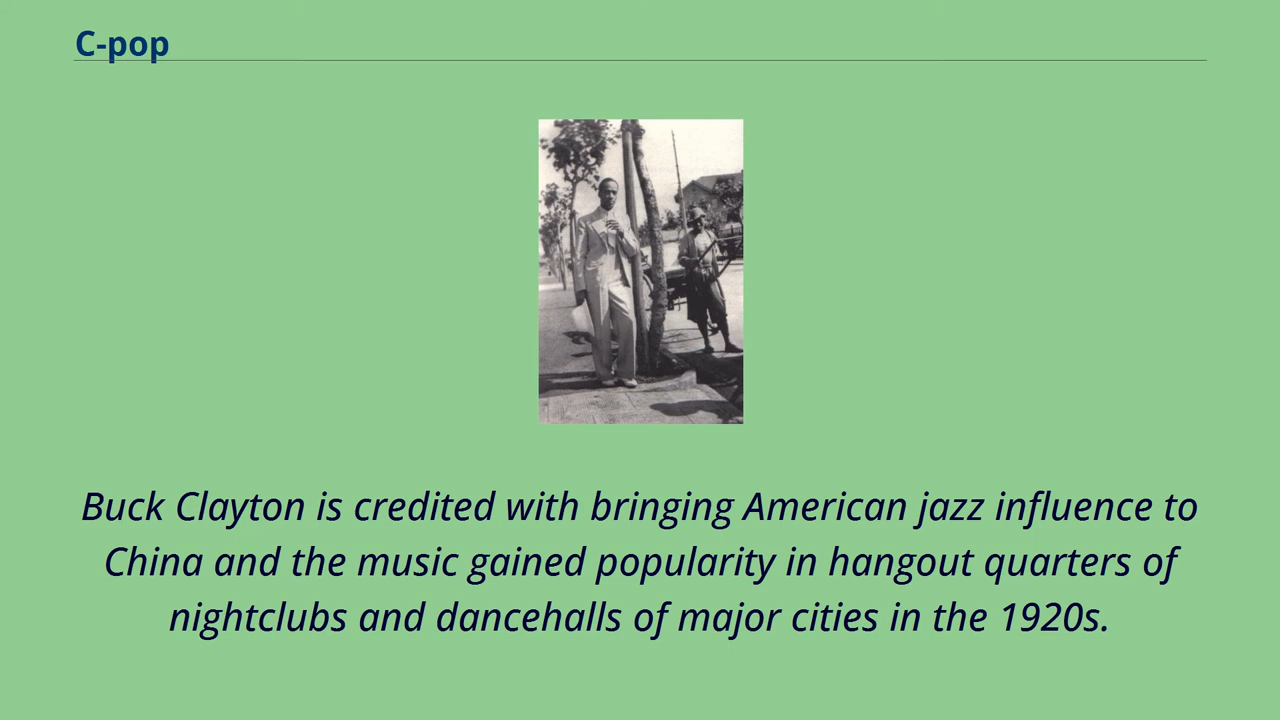 C-pop
Buck Clayton is credited with bringing American jazz influence to
China and the music gained popularity in hangout quarters of
nightclubs and dancehalls of major cities in the 1920s.